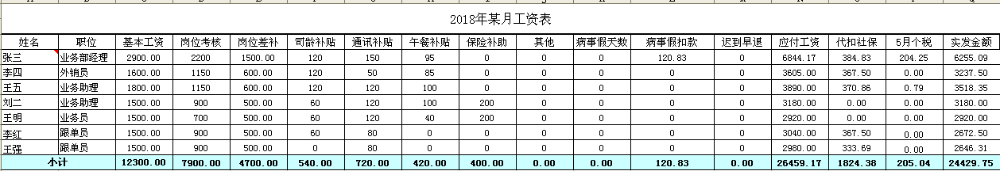 2018年某月工资表
姓名 职位 基本工资 岗位考核 岗位差补 司龄补贴 通讯补贴 午餐补贴 保险补助 其他 病事假天数 病事假扣款 迟到早退 应付工资 代扣社保 5月个税 实发金额
张三 业务部经理 2900.00 2200 1500.00 120 150 95 0 0 120.83 0 6844.17 384.83 204.25 6255.09
李四 外销员 1600.00 1150 600.00 120 50 85 0 0 0 0 0 3605.00 367.50 0.00 3237.50
王五 业务助理 1800.00 1150 600.00 120 120 100 0 0 0 0 0 3890.00 370.86 0.79 3518.35
刘二 业务助理 1500.00 900 500.00 60 120 100 200 0 0 0 0 3180.00 0.00 0.00 3180.00
王明 业务员 1500.00 700 500.00 60 120 40 200 0 0 0 0 2920.00 0.00 0.00 2920.00
李红 跟单员 1500.00 900 500.00 60 80 0 0 0 0 0 3040.00 367.50 0.00 2672.50
王强 跟单员 1500.00 900 500.00 0 80 0 0 0 0 0 2980.00 333.69 0.00 2646.31
小计 12300.00 7900.00 4700.00 540.00 720.00 420.00 400.00 0.00 0.00 120.83 0.00 26459.17 1824.38 205.04 24429.75